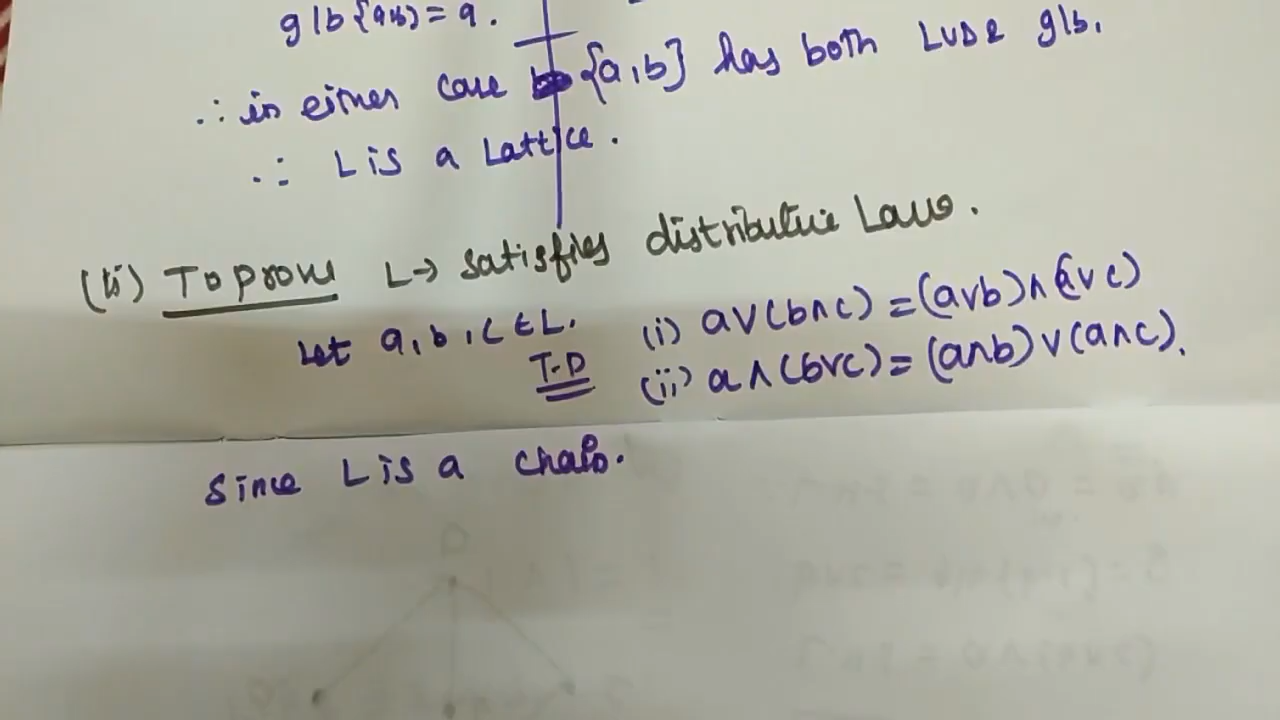 glb{a,b} = a.
∴ in either case {a,b} has both LUB & glb.
∴ L is a Lattice.
(ii) To prove L → satisfies distributive Laws.
Let a, b, c ∈ L. (i) a∨(b∧c) = (a∨b)∧(a∨c)
T.P (ii) a∧(b∨c) = (a∧b)∨(a∧c).
Since L is a chain.